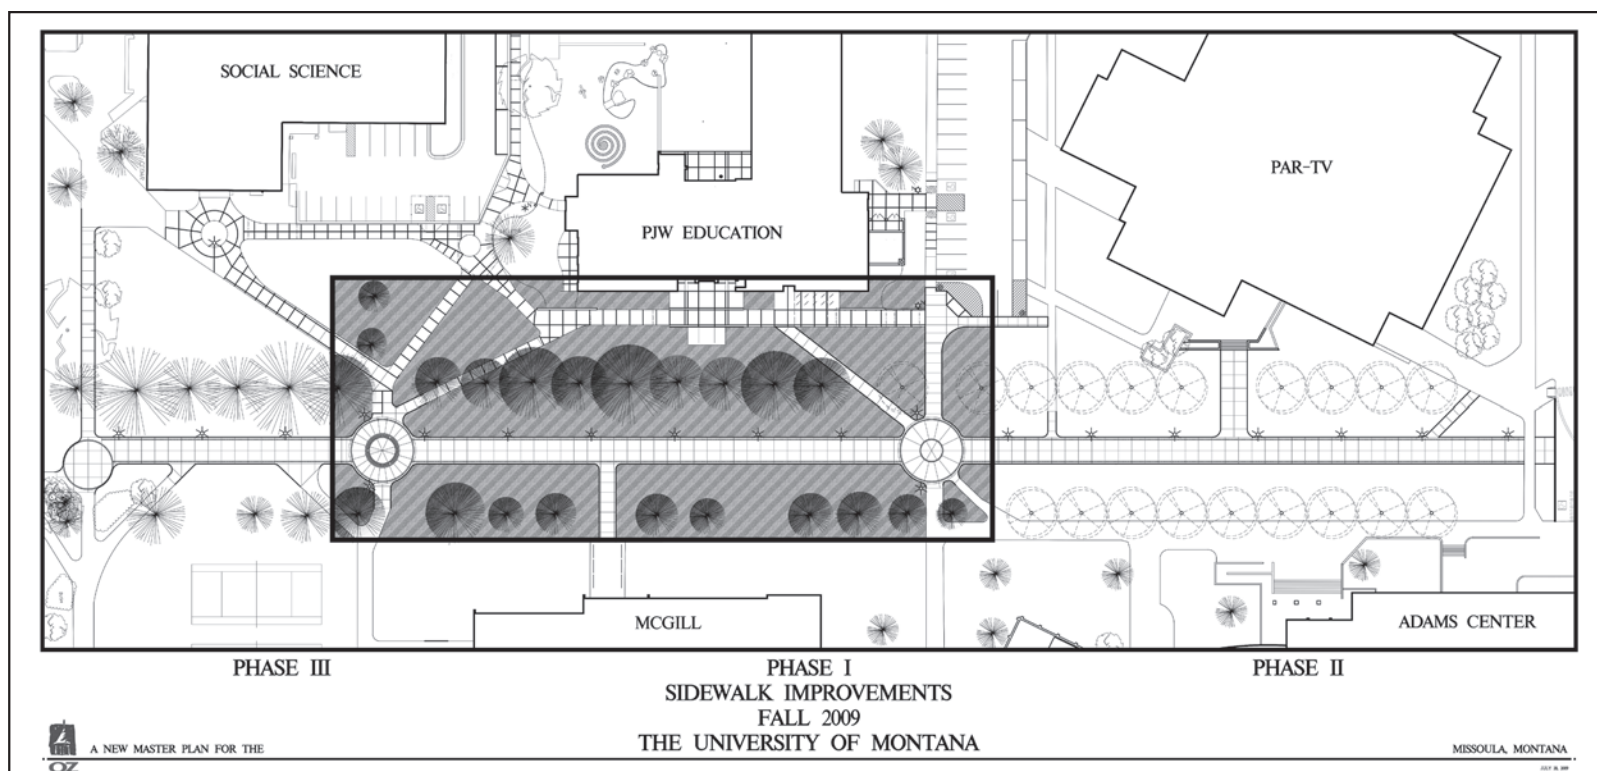 SOCIAL SCIENCE
PAR-TV
PJW EDUCATION
MCGILL
ADAMS CENTER
PHASE III
PHASE I
PHASE II
SIDEWALK IMPROVEMENTS
FALL 2009
THE UNIVERSITY OF MONTANA
A NEW MASTER PLAN FOR THE
MISSOULA, MONTANA